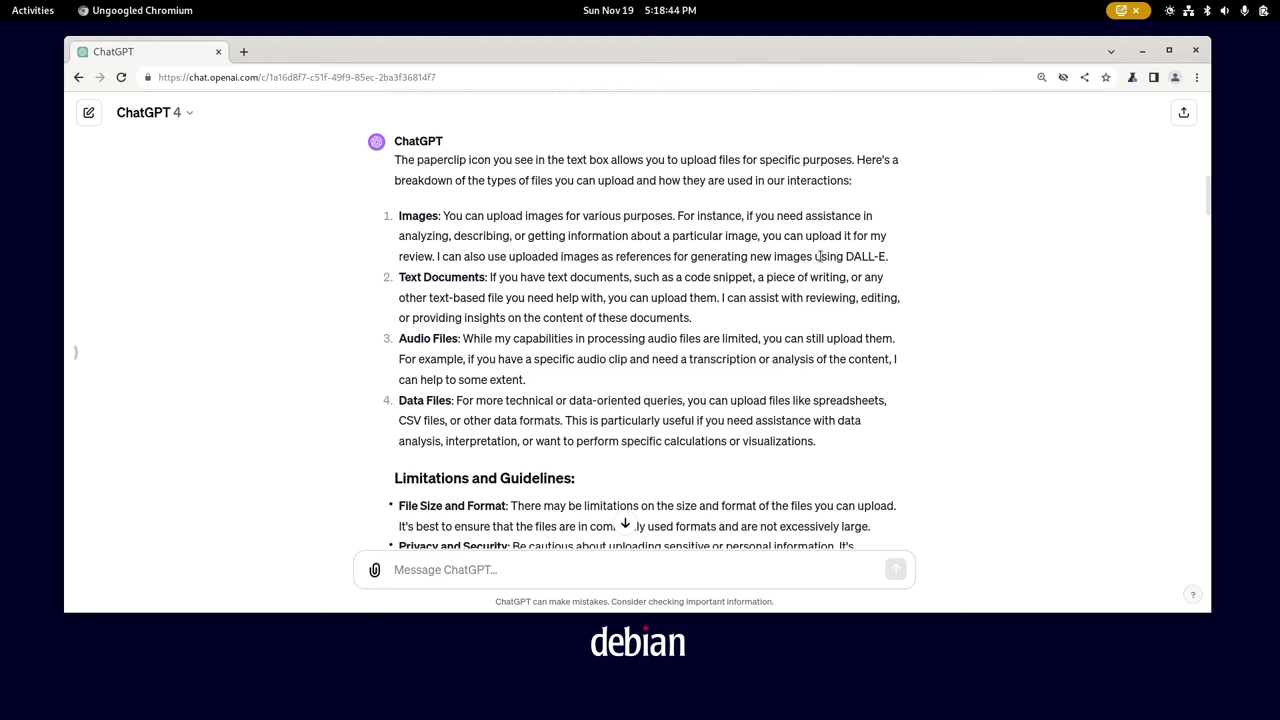 Activities Ungoogled Chromium Sun Nov 19 5:18:44 PM
ChatGPT
https://chat.openai.com/c/1a16d8f7-c51f-49f9-85ec-2ba3f36814f7
ChatGPT 4
ChatGPT
The paperclip icon you see in the text box allows you to upload files for specific purposes. Here's a
breakdown of the types of files you can upload and how they are used in our interactions:
1. Images: You can upload images for various purposes. For instance, if you need assistance in
analyzing, describing, or getting information about a particular image, you can upload it for my
review. I can also use uploaded images as references for generating new images using DALL-E.
2. Text Documents: If you have text documents, such as a code snippet, a piece of writing, or any
other text-based file you need help with, you can upload them. I can assist with reviewing, editing,
or providing insights on the content of these documents.
3. Audio Files: While my capabilities in processing audio files are limited, you can still upload them.
For example, if you have a specific audio clip and need a transcription or analysis of the content, I
can help to some extent.
4. Data Files: For more technical or data-oriented queries, you can upload files like spreadsheets,
CSV files, or other data formats. This is particularly useful if you need assistance with data
analysis, interpretation, or want to perform specific calculations or visualizations.
Limitations and Guidelines:
• File Size and Format: There may be limitations on the size and format of the files you can upload.
It's best to ensure that the files are in com ly used formats and are not excessively large.
• Privacy and Security: Be cautious about uploading sensitive or personal information. It's
Message ChatGPT...
ChatGPT can make mistakes. Consider checking important information.
?
debian